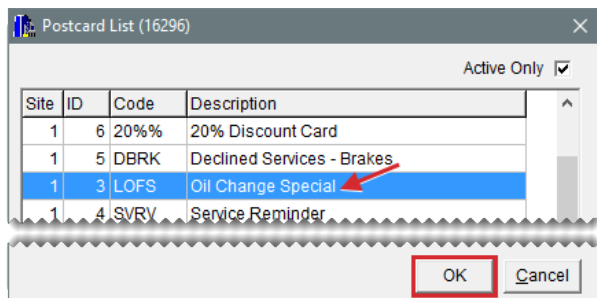 Postcard List (16296)
Active Only
Site ID Code Description
1 6 20%% 20% Discount Card
1 5 DBRK Declined Services - Brakes
1 3 LOFS Oil Change Special
1 4 SVRV Service Reminder
OK Cancel